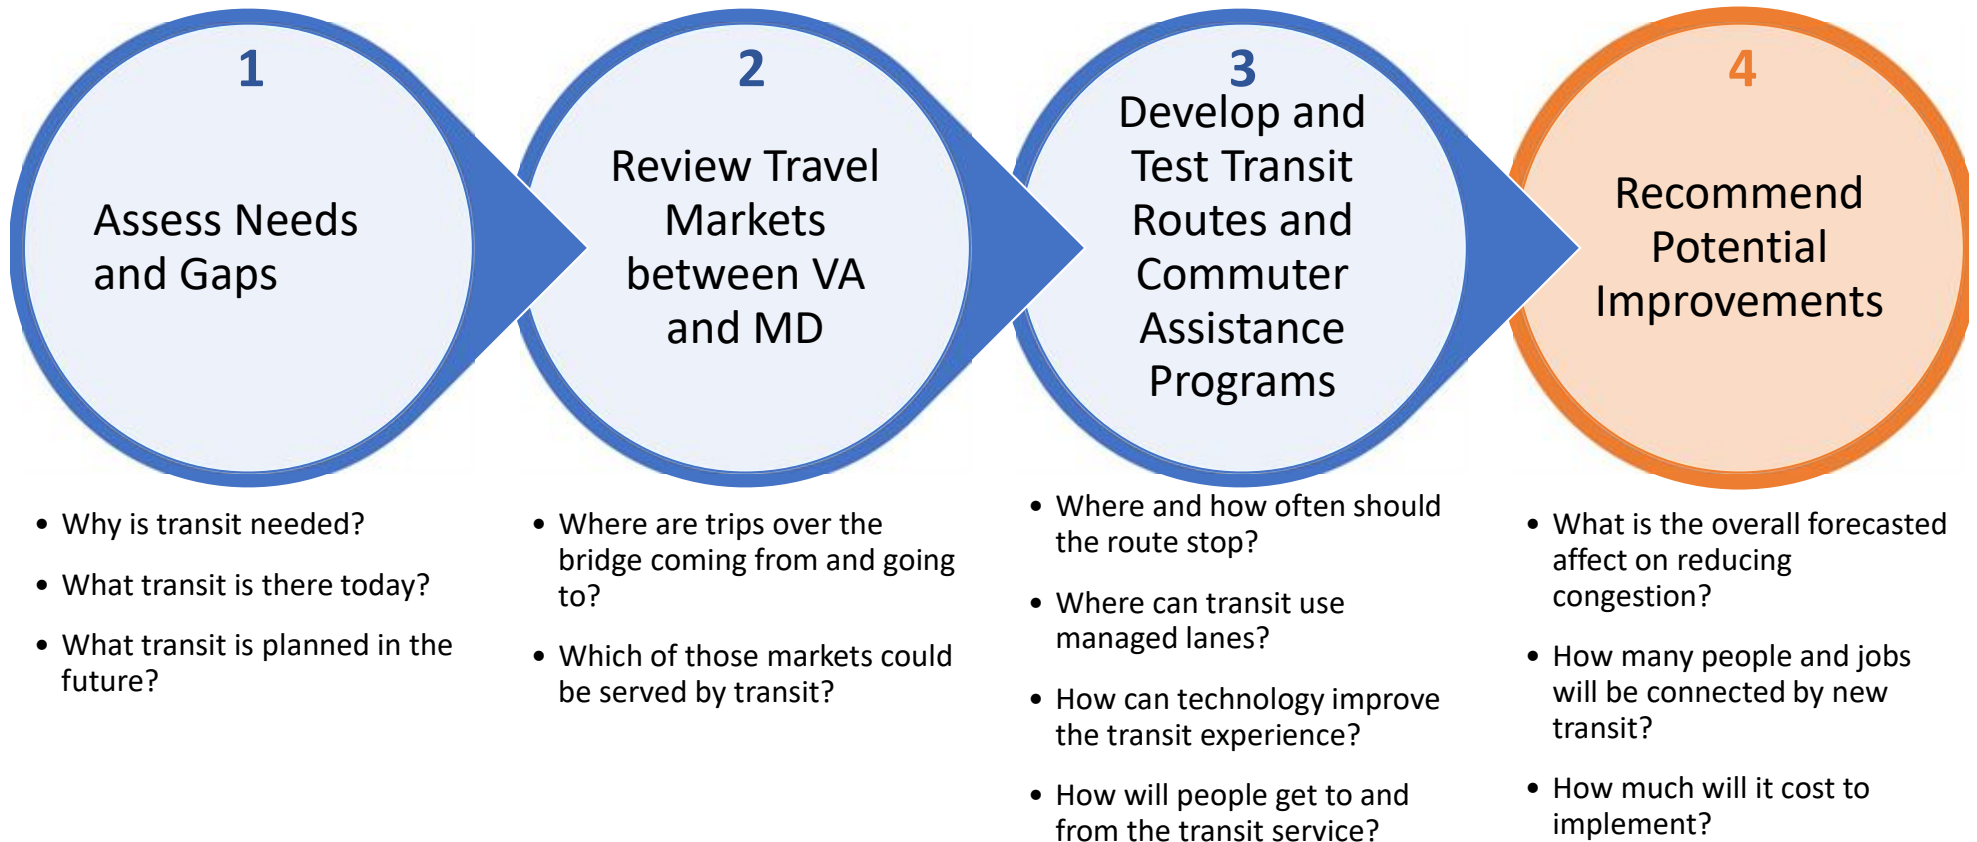 1
Assess Needs
and Gaps
• Why is transit needed?
• What transit is there today?
• What transit is planned in the
future?
2
Review Travel
Markets
between VA
and MD
• Where are trips over the
bridge coming from and going
to?
• Which of those markets could
be served by transit?
3
Develop and
Test Transit
Routes and
Commuter
Assistance
Programs
• Where and how often should
the route stop?
• Where can transit use
managed lanes?
• How can technology improve
the transit experience?
• How will people get to and
from the transit service?
4
Recommend
Potential
Improvements
• What is the overall forecasted
affect on reducing
congestion?
• How many people and jobs
will be connected by new
transit?
• How much will it cost to
implement?